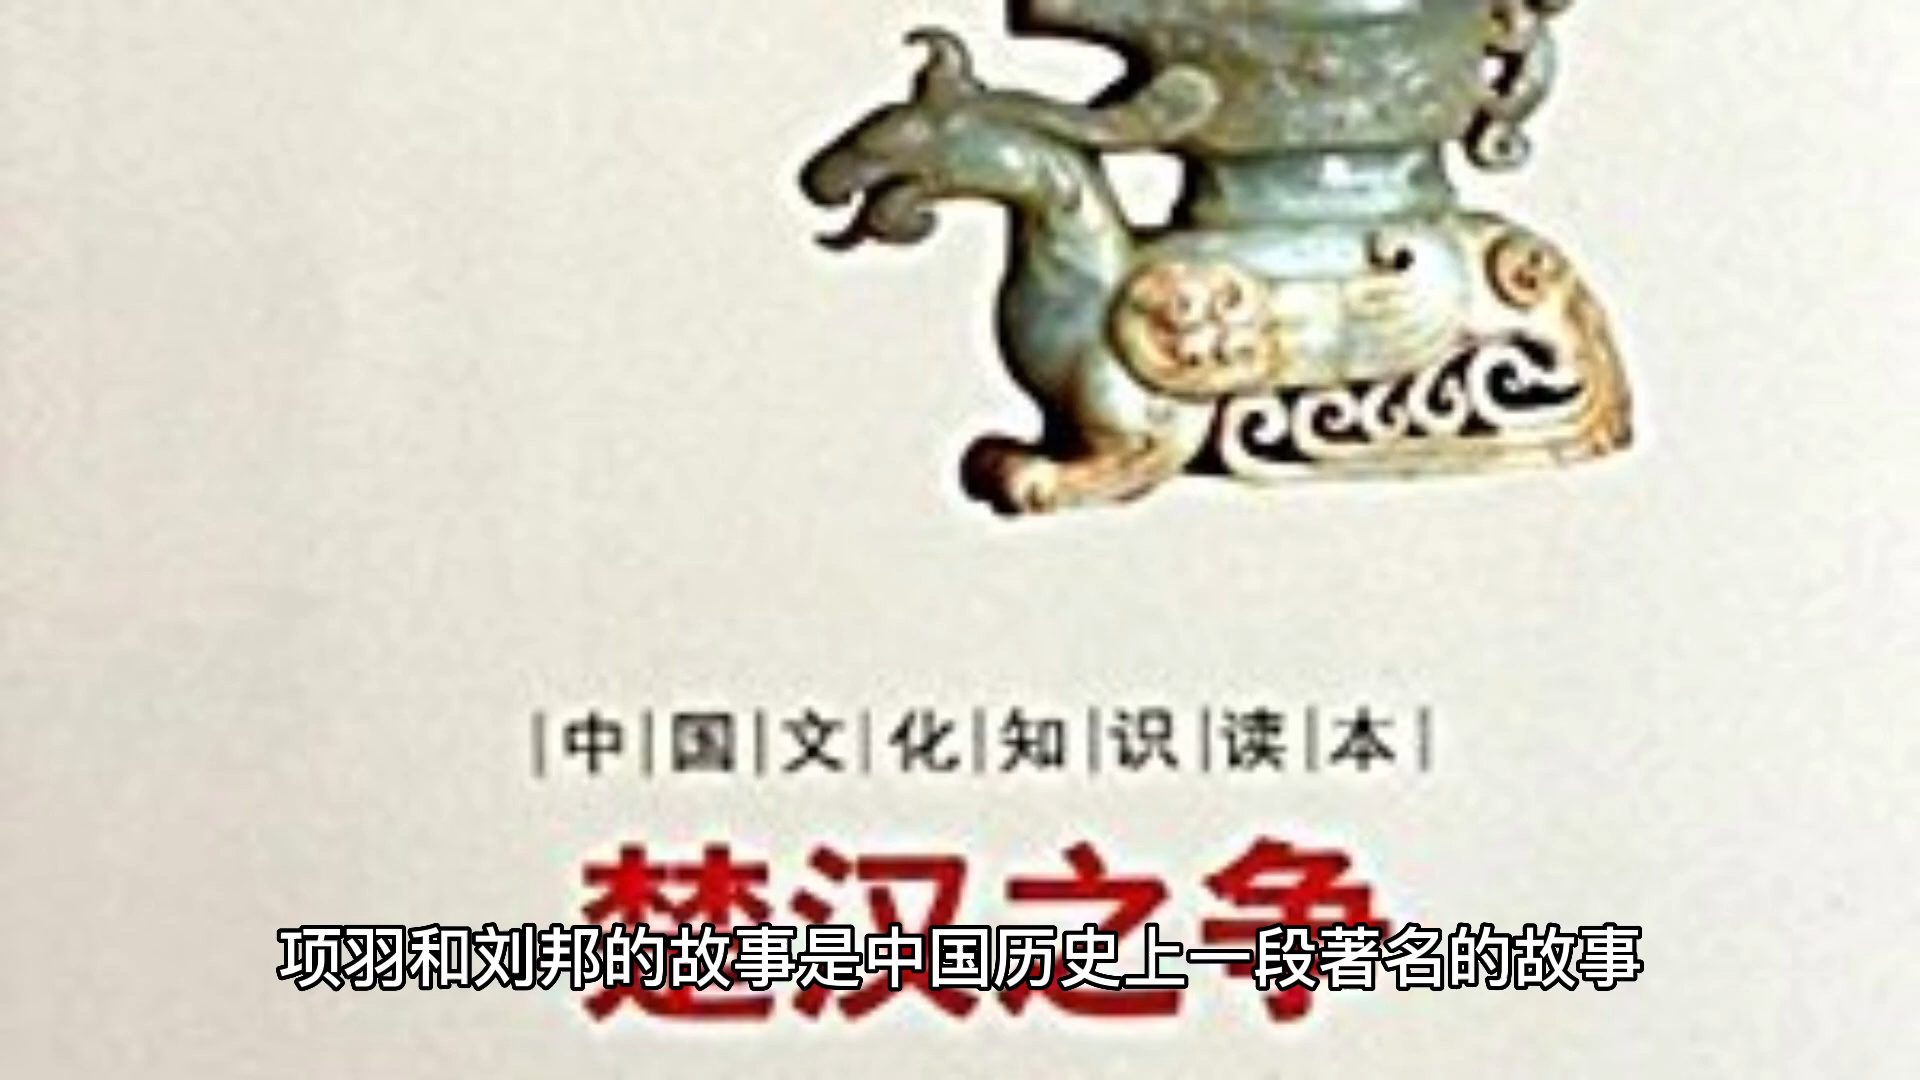 中国文化知识读本
楚汉之争
项羽和刘邦的故事是中国历史上一段著名的故事